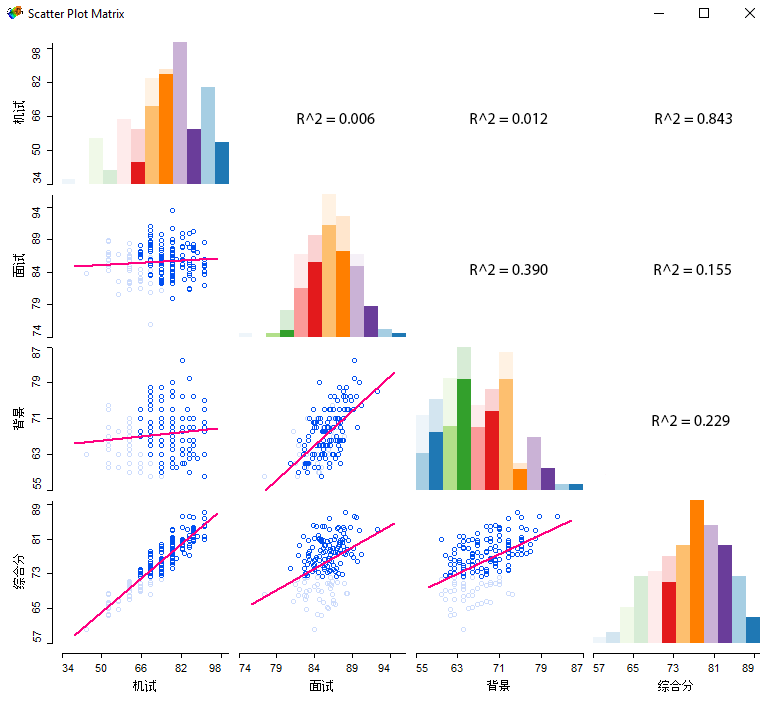 Scatter Plot Matrix
98
82
66
50
34
机试
R^2 = 0.006
R^2 = 0.012
R^2 = 0.843
94
89
84
79
74
面试
R^2 = 0.390
R^2 = 0.155
87
79
71
63
55
背景
R^2 = 0.229
99
81
73
65
57
综合分
34 50 66 82 98
74 79 84 89 94
55 63 71 79 87
57 65 73 81 89
机试 面试 背景 综合分